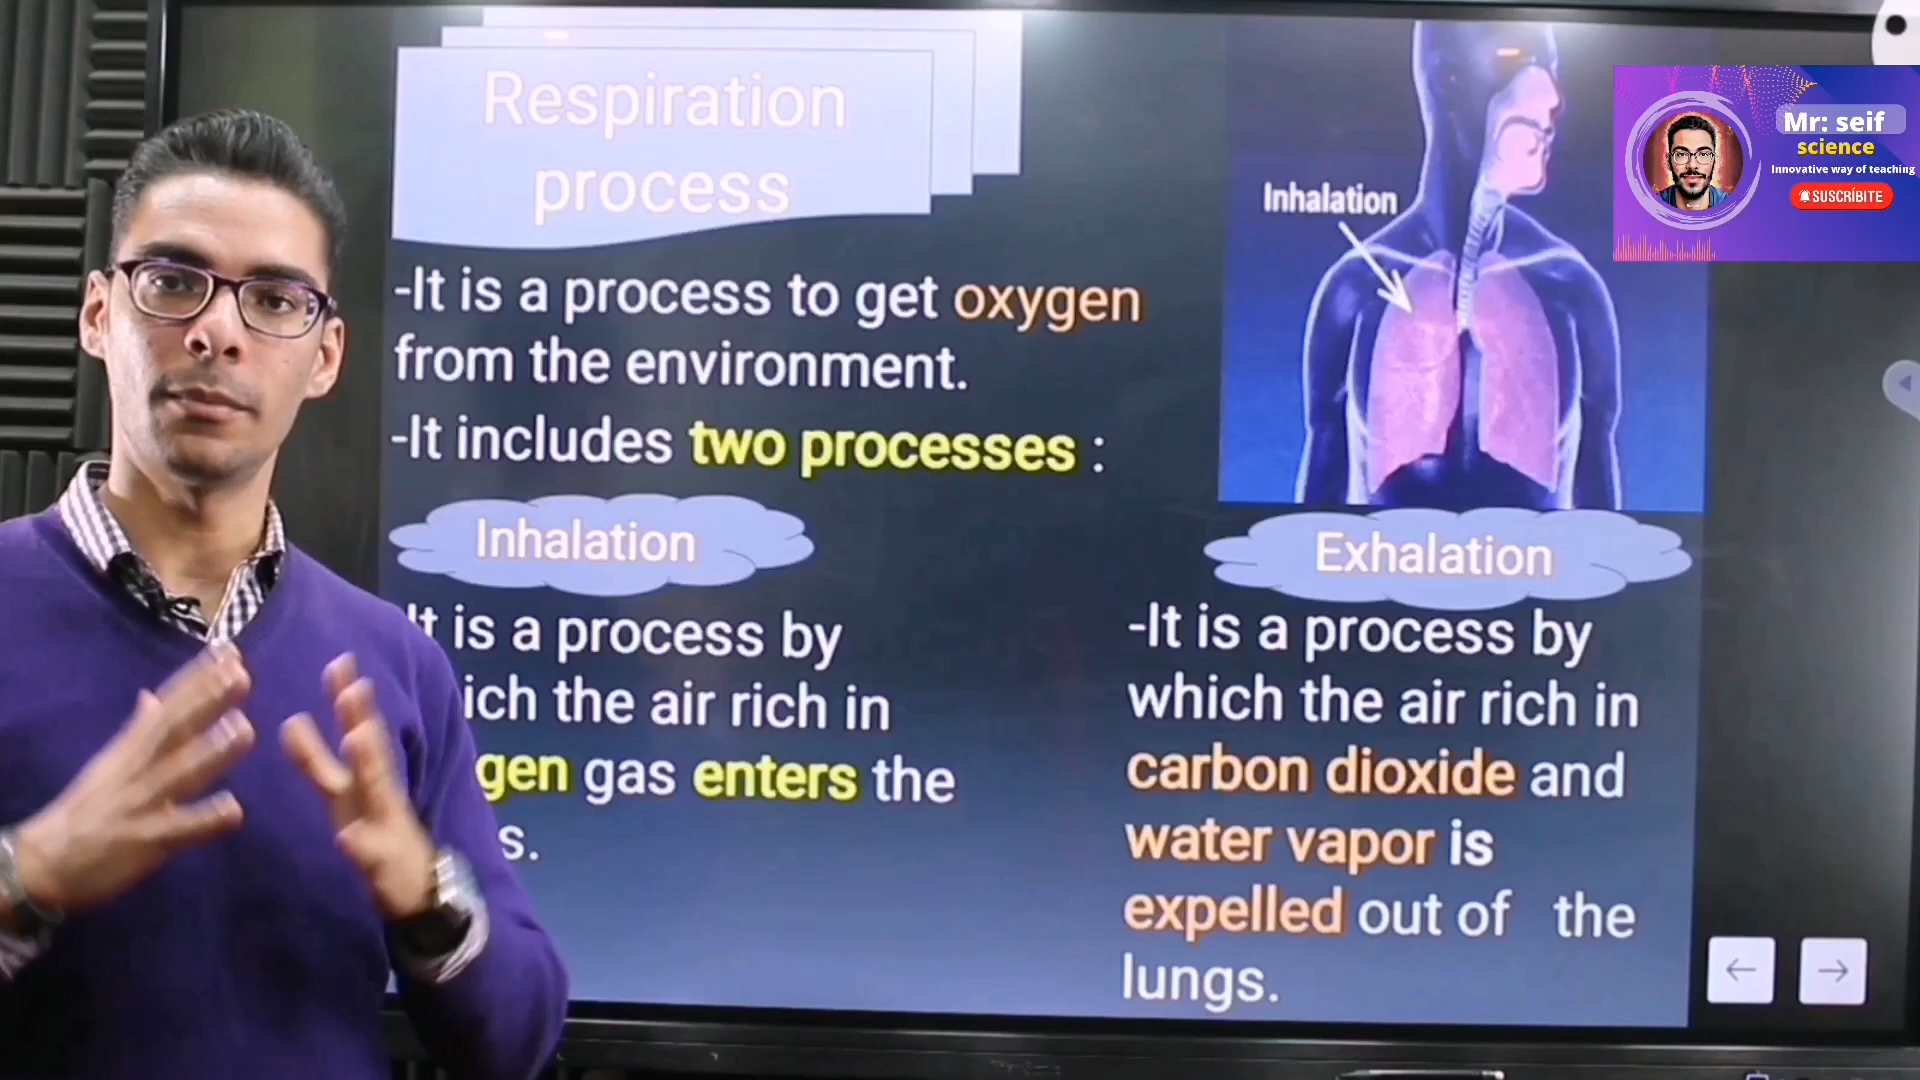 Respiration
process
-It is a process to get oxygen
from the environment.
-It includes two processes :
Inhalation
It is a process by
ich the air rich in
gen gas enters the
s.
Inhalation
Exhalation
-It is a process by
which the air rich in
carbon dioxide and
water vapor is
expelled out of the
lungs.
Mr: seif
science
Innovative way of teaching
SUSCRÍBITE